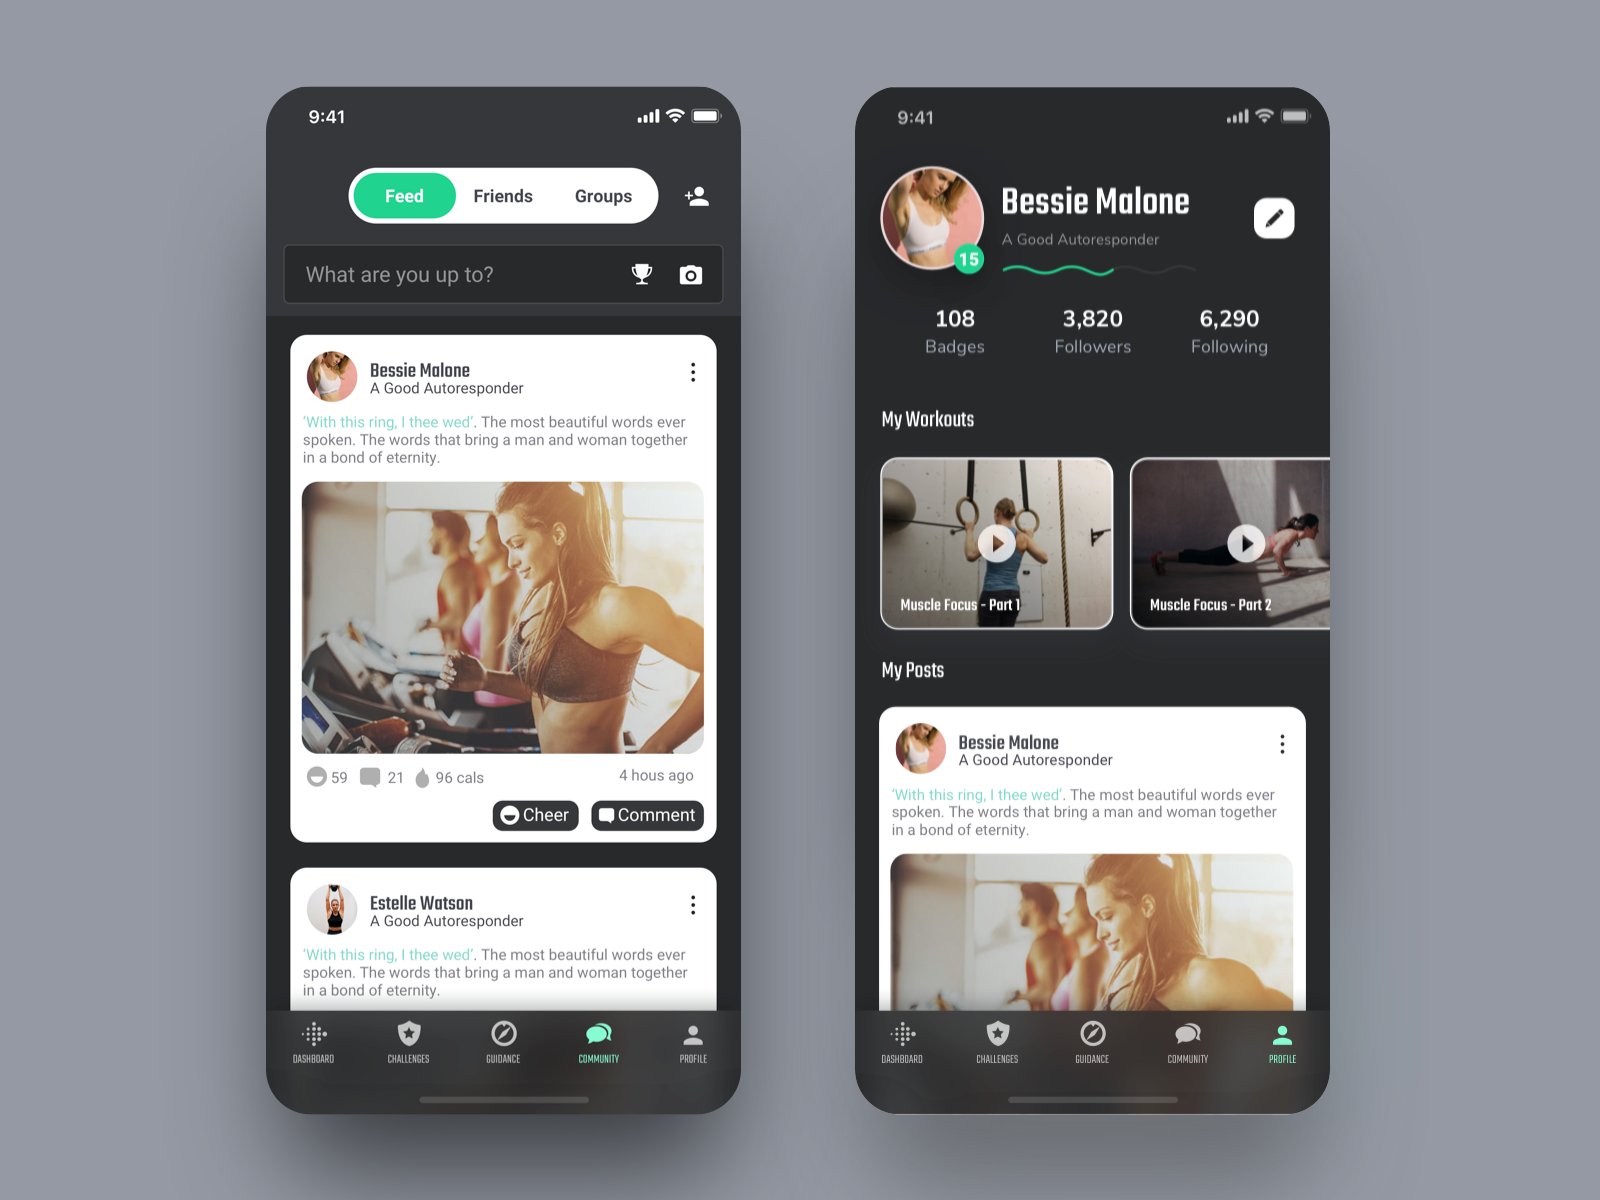 9:41
Feed Friends Groups
What are you up to?
Bessie Malone
A Good Autoresponder
'With this ring, I thee wed'. The most beautiful words ever
spoken. The words that bring a man and woman together
in a bond of eternity.
59 21 96 cals 4 hous ago
Cheer Comment
Estelle Watson
A Good Autoresponder
'With this ring, I thee wed'. The most beautiful words ever
spoken. The words that bring a man and woman together
in a bond of eternity.
DASHBOARD CHALLENGES GUIDANCE COMMUNITY PROFILE
9:41
Bessie Malone
A Good Autoresponder
15
108 3,820 6,290
Badges Followers Following
My Workouts
Muscle Focus - Part 1 Muscle Focus - Part 2
My Posts
Bessie Malone
A Good Autoresponder
'With this ring, I thee wed'. The most beautiful words ever
spoken. The words that bring a man and woman together
in a bond of eternity.
DASHBOARD CHALLENGES GUIDANCE COMMUNITY PROFILE